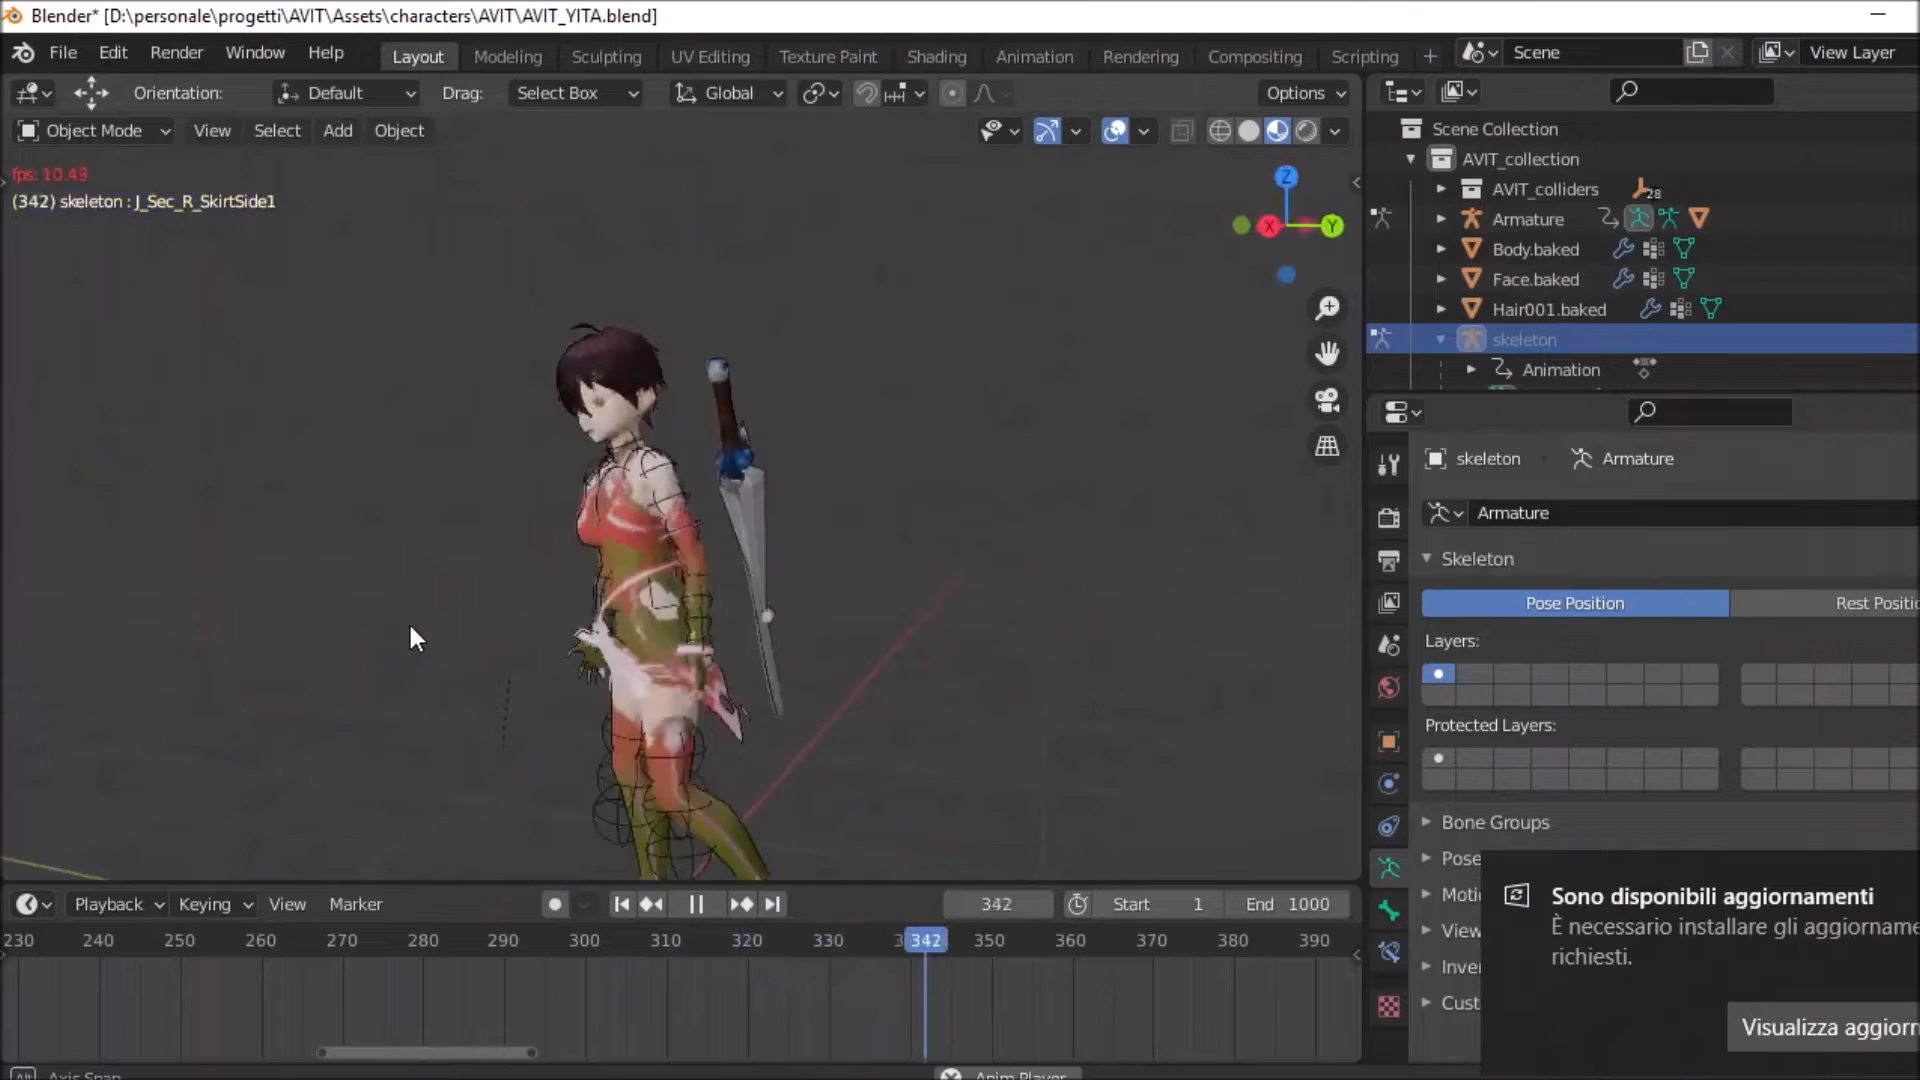 Blender* [D:\personale\progetti\AVIT\Assets\characters\AVIT\AVIT_YITA.blend]
File Edit Render Window Help Layout Modeling Sculpting UV Editing Texture Paint Shading Animation Rendering Compositing Scripting + Scene View Layer
Orientation: Default Drag: Select Box Global Options
Object Mode View Select Add Object
fps: 10.43
(342) skeleton : J_Sec_R_SkirtSide1
Z
X
Y
Scene Collection
AVIT_collection
AVIT_colliders 28
Armature
Body.baked
Face.baked
Hair001.baked
skeleton
Animation
skeleton Armature
Armature
Skeleton
Pose Position Rest Positic
Layers:
Protected Layers:
Bone Groups
Pose
Motic
View
Inver
Cust
Sono disponibili aggiornamenti
È necessario installare gli aggiorname
richiesti.
Visualizza aggiorn
Playback Keying View Marker 342 Start 1 End 1000
230 240 250 260 270 280 290 300 310 320 330 3 342 350 360 370 380 390
Alt Axis Snap Anim Player